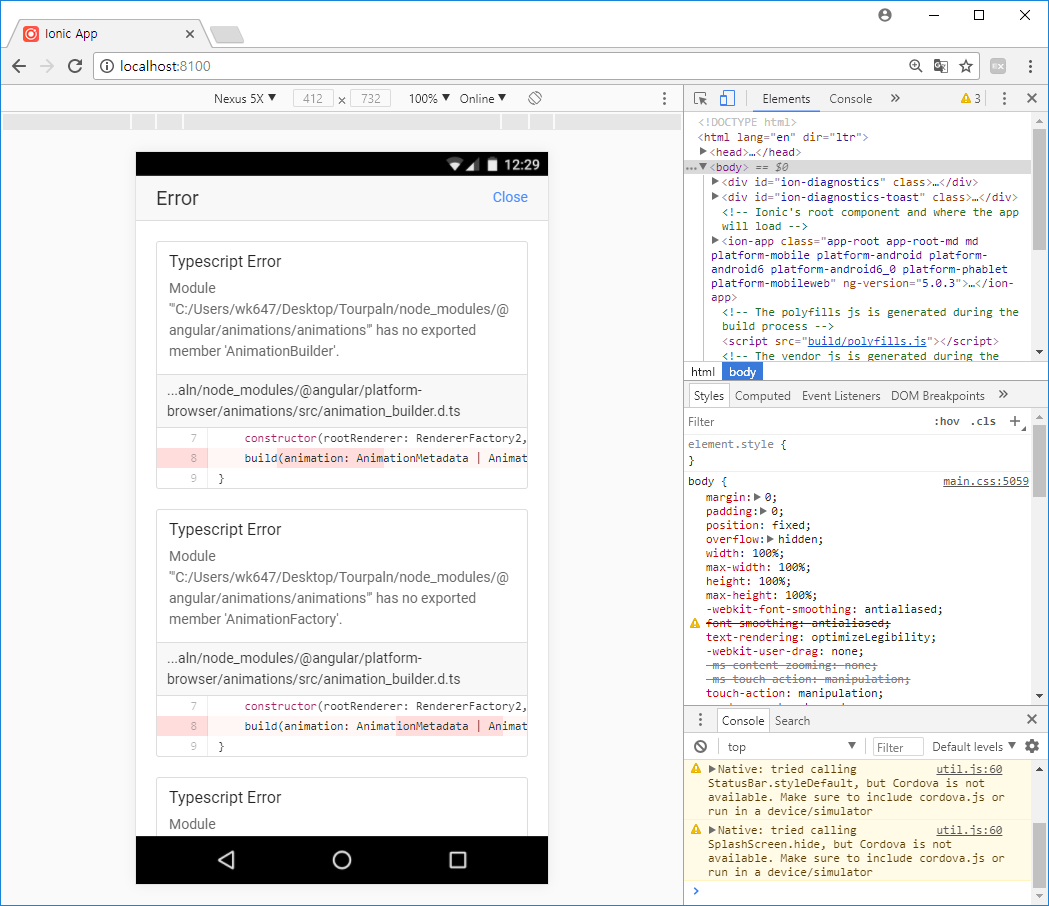 Ionic App
localhost:8100
Nexus 5X ▼ 412 x 732 100% ▼ Online ▼
12:29
Error Close
Typescript Error
Module
'"C:/Users/wk647/Desktop/Tourpaln/node_modules/@
angular/animations/animations"' has no exported
member 'AnimationBuilder'.
...aln/node_modules/@angular/platform-
browser/animations/src/animation_builder.d.ts
7 constructor(rootRenderer: RendererFactory2,
8 build(animation: AnimationMetadata | Animat
9 }
Typescript Error
Module
'"C:/Users/wk647/Desktop/Tourpaln/node_modules/@
angular/animations/animations"' has no exported
member 'AnimationFactory'.
...aln/node_modules/@angular/platform-
browser/animations/src/animation_builder.d.ts
7 constructor(rootRenderer: RendererFactory2,
8 build(animation: AnimationMetadata | Animat
9 }
Typescript Error
Module
Elements Console » 3
<!DOCTYPE html>
<html lang="en" dir="ltr">
▶<head>…</head>
…▼<body> == $0
▶<div id="ion-diagnostics" class>…</div>
▶<div id="ion-diagnostics-toast" class>…</div>
<!-- Ionic's root component and where the app
will load -->
▶<ion-app class="app-root app-root-md md
platform-mobile platform-android platform-
android6 platform-android6_0 platform-phablet
platform-mobileweb" ng-version="5.0.3">…</ion-
app>
<!-- The polyfills js is generated during the
build process -->
<script src="build/polyfills.js"></script>
<!-- The vendor js is generated during the
html body
Styles Computed Event Listeners DOM Breakpoints »
Filter :hov .cls +
element.style {
}
body { main.css:5059
margin:▶0;
padding:▶0;
position: fixed;
overflow:▶hidden;
width: 100%;
max-width: 100%;
height: 100%;
max-height: 100%;
-webkit-font-smoothing: antialiased;
font-smoothing: antialiased;
text-rendering: optimizeLegibility;
-webkit-user-drag: none;
-ms-content-zooming: none;
-ms-touch-action: manipulation;
touch-action: manipulation;
Console Search
top ▼ Filter Default levels ▼
▶Native: tried calling util.js:60
StatusBar.styleDefault, but Cordova is not
available. Make sure to include cordova.js or
run in a device/simulator
▶Native: tried calling util.js:60
SplashScreen.hide, but Cordova is not
available. Make sure to include cordova.js or
run in a device/simulator
>